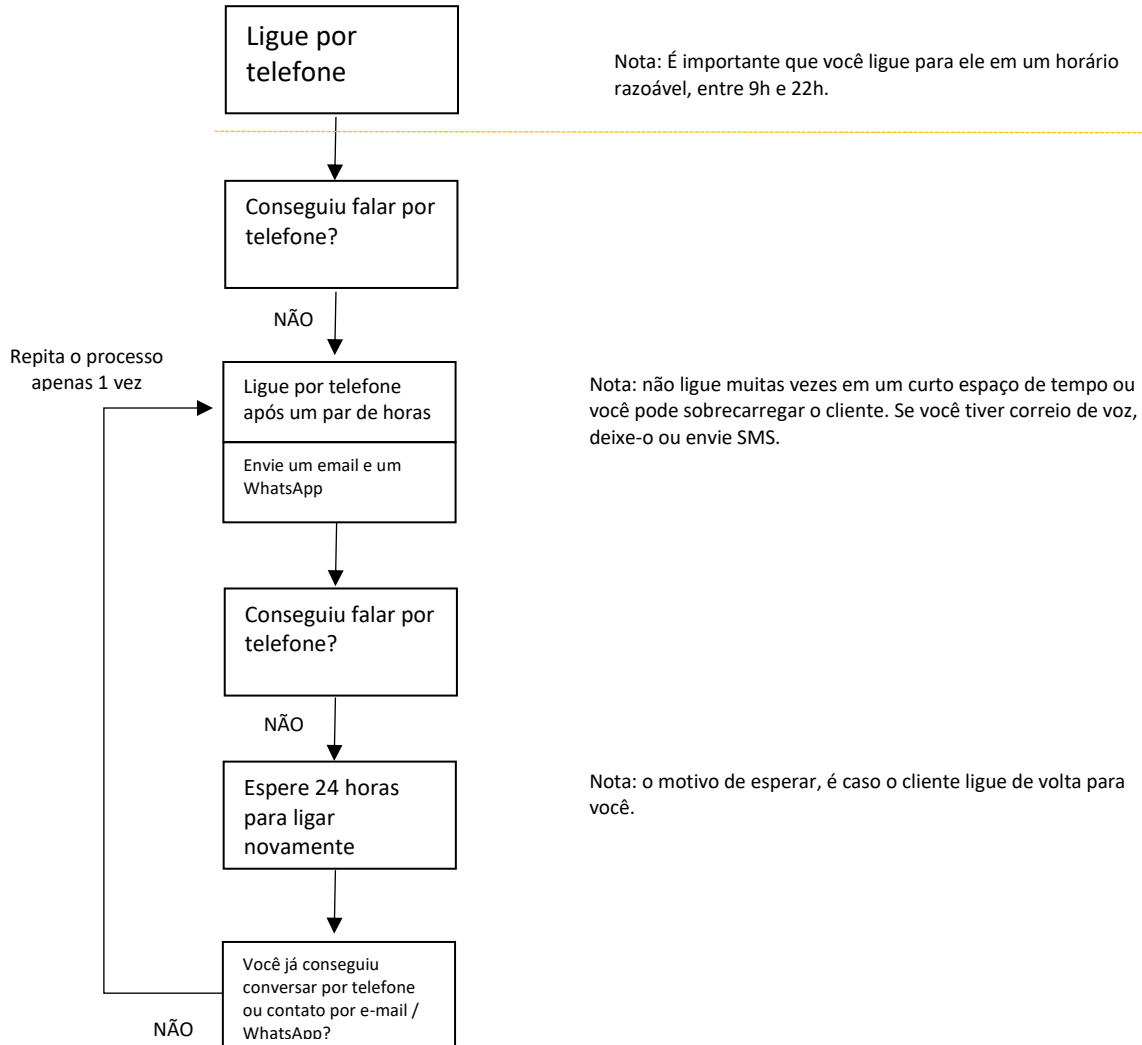 Ligue por
telefone
Nota: É importante que você ligue para ele em um horário
razoável, entre 9h e 22h.
Conseguiu falar por
telefone?
NÃO
Repita o processo
apenas 1 vez
Ligue por telefone
após um par de horas
Nota: não ligue muitas vezes em um curto espaço de tempo ou
você pode sobrecarregar o cliente. Se você tiver correio de voz,
deixe-o ou envie SMS.
Envie um email e um
WhatsApp
Conseguiu falar por
telefone?
NÃO
Espere 24 horas
para ligar
novamente
Nota: o motivo de esperar, é caso o cliente ligue de volta para
você.
Você já conseguiu
conversar por telefone
ou contato por e-mail /
WhatsApp?
NÃO